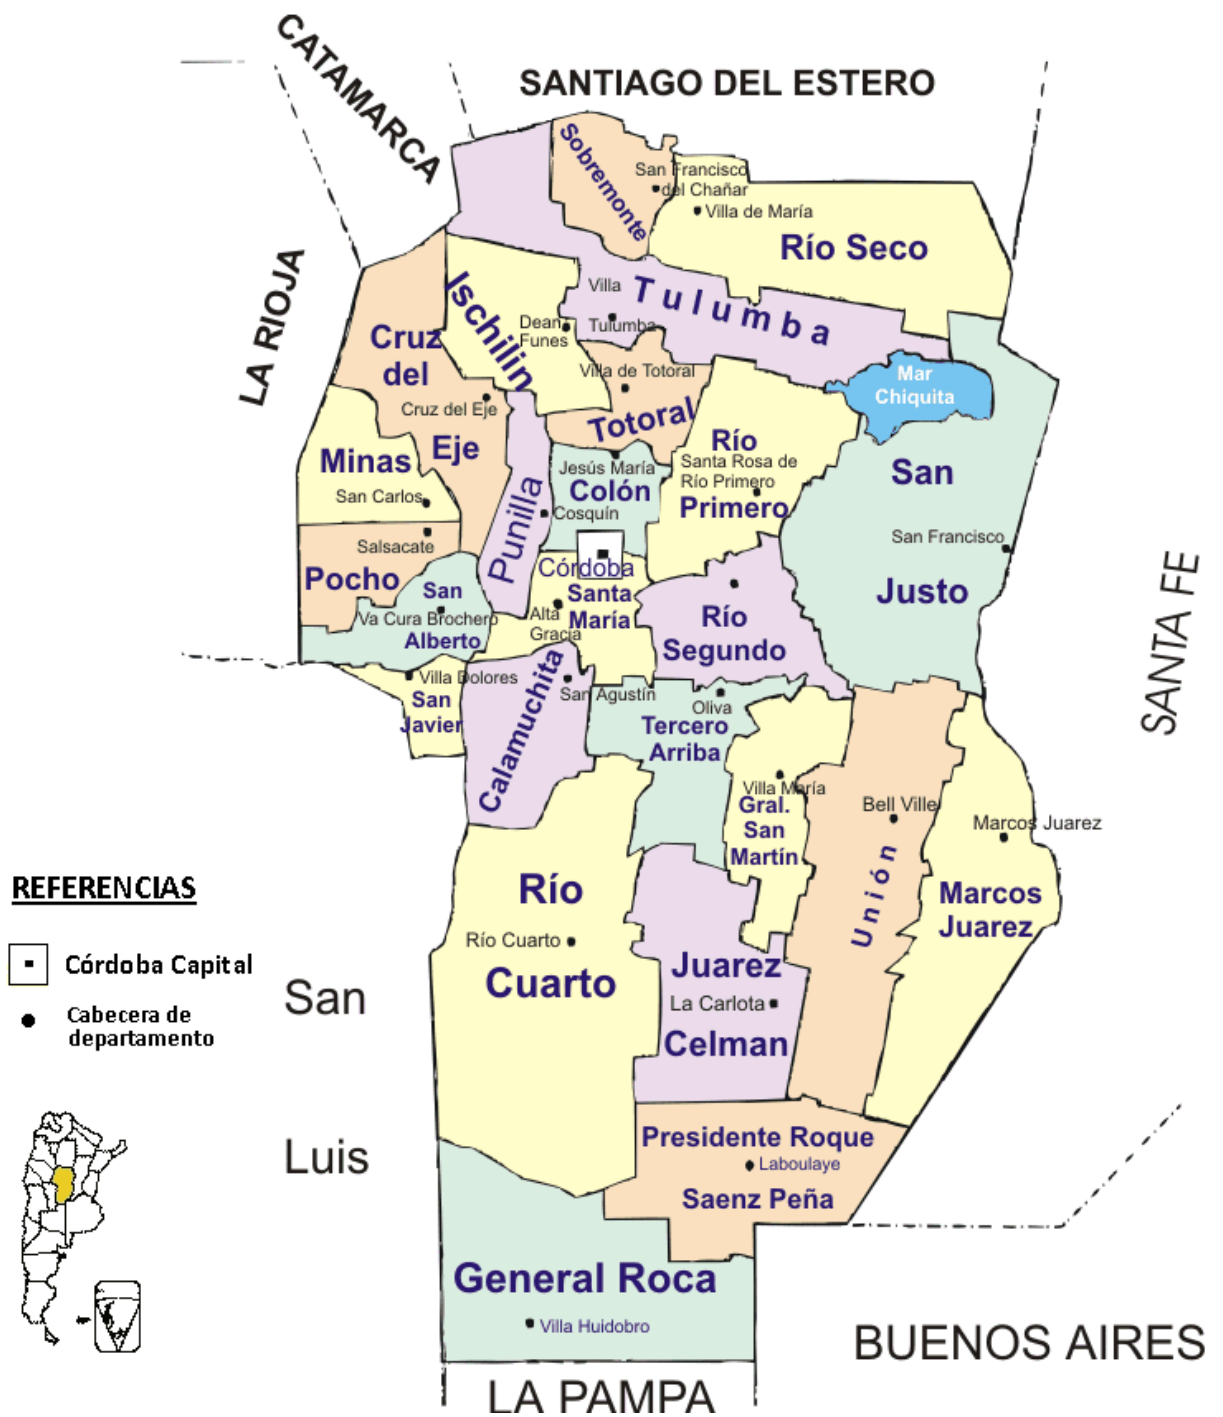 CATAMARCA
SANTIAGO DEL ESTERO
Sobremonte
San Francisco
del Chañar
Villa de María
Río Seco
LA RIOJA
Ischilin
Villa
Tulumba
Tulumba
Dean
Funes
Cruz
del
Eje
Cruz del Eje
Villa de Totoral
Totoral
Mar
Chiquita
Minas
San Carlos
Río
Santa Rosa de
Río Primero
Primero
San
San Francisco
Justo
Jesús María
Colón
Punilla
Cosquín
Salsacate
Pocho
Córdoba
Santa
María
Alta
Gracia
San
Va Cura Brochero
Alberto
Río
Segundo
SANTA FE
Villa Dolores
San
Javier
Calamuchita
San Agustín
Oliva
Tercero
Arriba
Villa María
Gral.
San
Martín
Bell Ville
Unión
Marcos Juarez
Marcos
Juarez
Río
Río Cuarto
Cuarto
Juarez
La Carlota
Celman
REFERENCIAS
Córdoba Capital
Cabecera de
departamento
San
Luis
Presidente Roque
Laboulaye
Saenz Peña
General Roca
Villa Huidobro
BUENOS AIRES
LA PAMPA